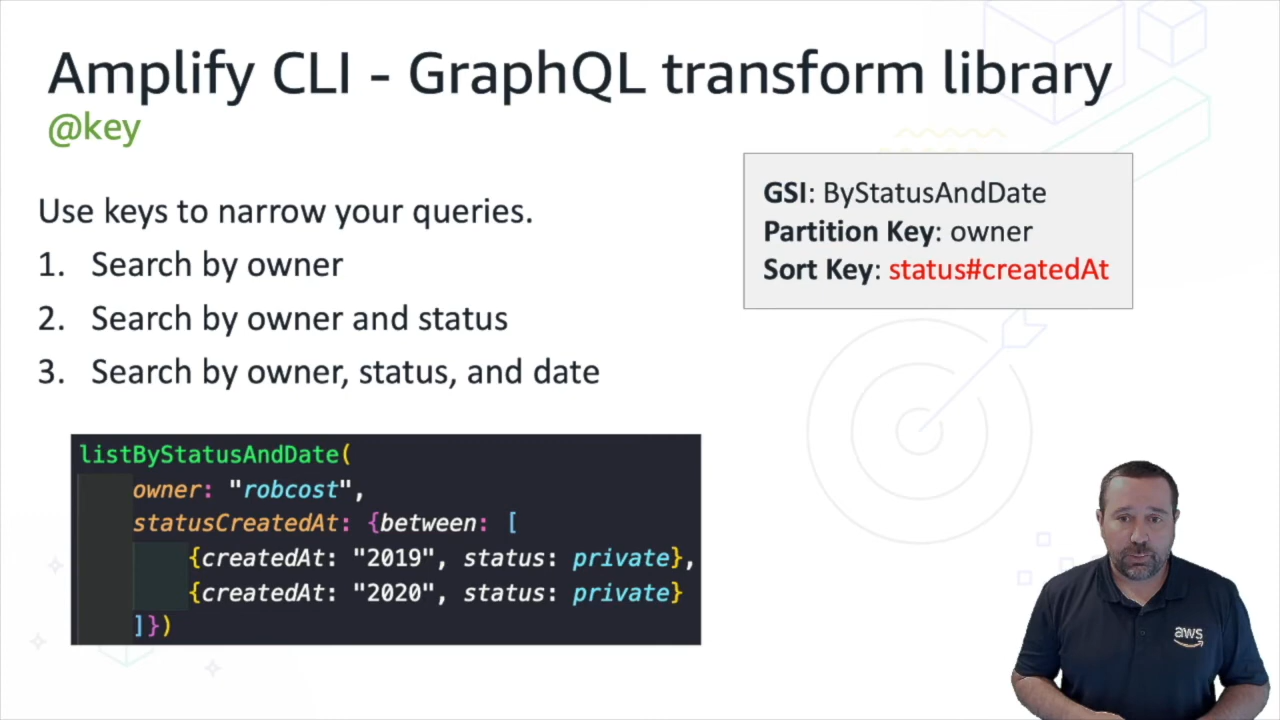 Amplify CLI - GraphQL transform library
@key
Use keys to narrow your queries.
1. Search by owner
2. Search by owner and status
3. Search by owner, status, and date
GSI: ByStatusAndDate
Partition Key: owner
Sort Key: status#createdAt
listByStatusAndDate(
owner: "robcost",
statusCreatedAt: {between: [
{createdAt: "2019", status: private},
{createdAt: "2020", status: private}
]})
aws